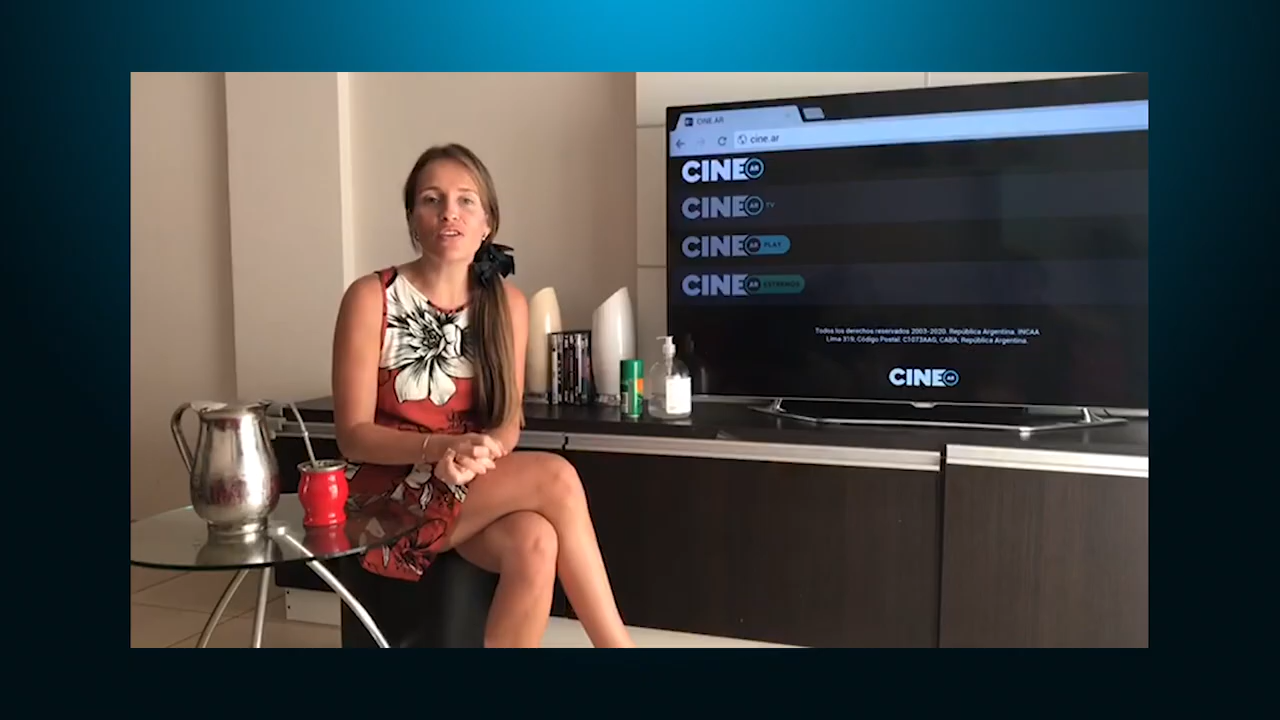 CINE.AR
cine.ar
CINE AR
CINE AR TV
CINE AR PLAY
CINE AR ESTRENOS
Todos los derechos reservados 2003-2020. República Argentina. INCAA
Lima 319, Código Postal: C1073AAG, CABA, República Argentina.
CINE AR